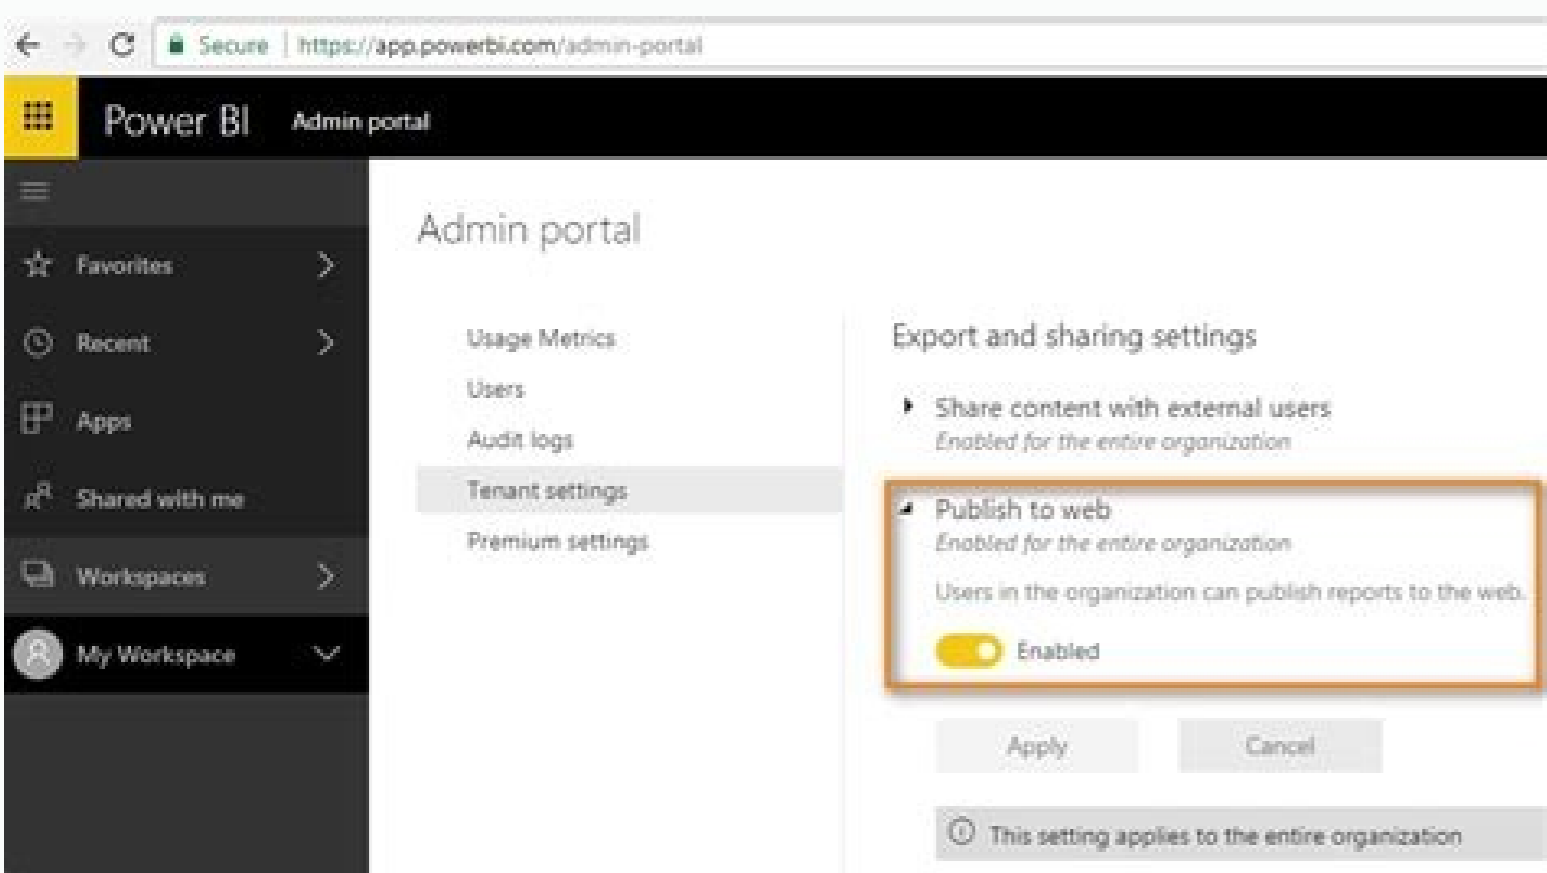 Secure | https://app.powerbi.com/admin-portal
Power BI Admin portal
Favorites
Recent
Apps
Shared with me
Workspaces
My Workspace
Admin portal
Usage Metrics
Users
Audit logs
Tenant settings
Premium settings
Export and sharing settings
Share content with external users
Enabled for the entire organization
Publish to web
Enabled for the entire organization
Users in the organization can publish reports to the web.
Enabled
Apply Cancel
This setting applies to the entire organization